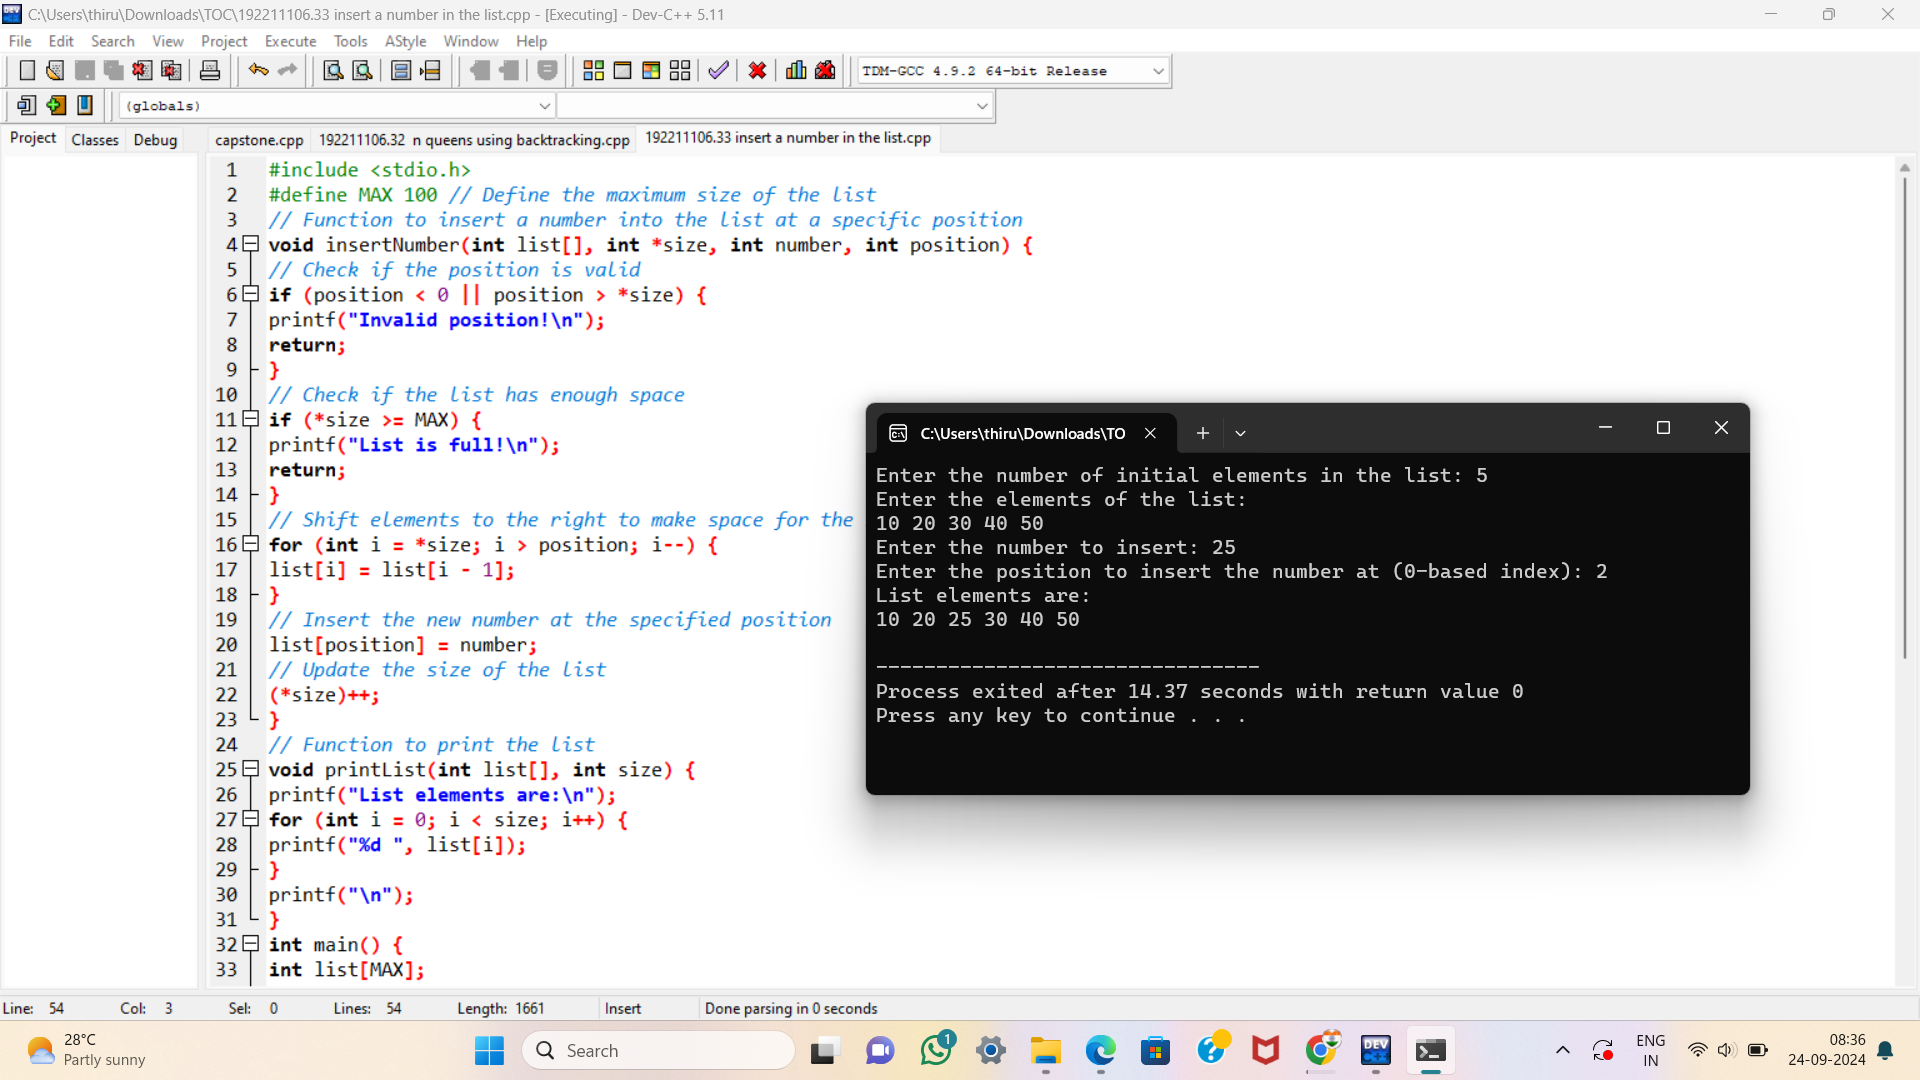 C:\Users\thiru\Downloads\TOC\192211106.33 insert a number in the list.cpp - [Executing] - Dev-C++ 5.11
File Edit Search View Project Execute Tools AStyle Window Help
TDM-GCC 4.9.2 64-bit Release
(globals)
Project Classes Debug
capstone.cpp 192211106.32 n queens using backtracking.cpp 192211106.33 insert a number in the list.cpp
1 #include <stdio.h>
2 #define MAX 100 // Define the maximum size of the list
3 // Function to insert a number into the list at a specific position
4 void insertNumber(int list[], int *size, int number, int position) {
5 // Check if the position is valid
6 if (position < 0 || position > *size) {
7 printf("Invalid position!\n");
8 return;
9 }
10 // Check if the list has enough space
11 if (*size >= MAX) {
12 printf("List is full!\n");
13 return;
14 }
15 // Shift elements to the right to make space for the
16 for (int i = *size; i > position; i--) {
17 list[i] = list[i - 1];
18 }
19 // Insert the new number at the specified position
20 list[position] = number;
21 // Update the size of the list
22 (*size)++;
23 }
24 // Function to print the list
25 void printList(int list[], int size) {
26 printf("List elements are:\n");
27 for (int i = 0; i < size; i++) {
28 printf("%d ", list[i]);
29 }
30 printf("\n");
31 }
32 int main() {
33 int list[MAX];
C:\Users\thiru\Downloads\TO
Enter the number of initial elements in the list: 5
Enter the elements of the list:
10 20 30 40 50
Enter the number to insert: 25
Enter the position to insert the number at (0-based index): 2
List elements are:
10 20 25 30 40 50
--------------------------------
Process exited after 14.37 seconds with return value 0
Press any key to continue . . .
Line: 54 Col: 3 Sel: 0 Lines: 54 Length: 1661 Insert Done parsing in 0 seconds
28°C
Partly sunny
Search
1
DEV
C++
ENG
IN
08:36
24-09-2024